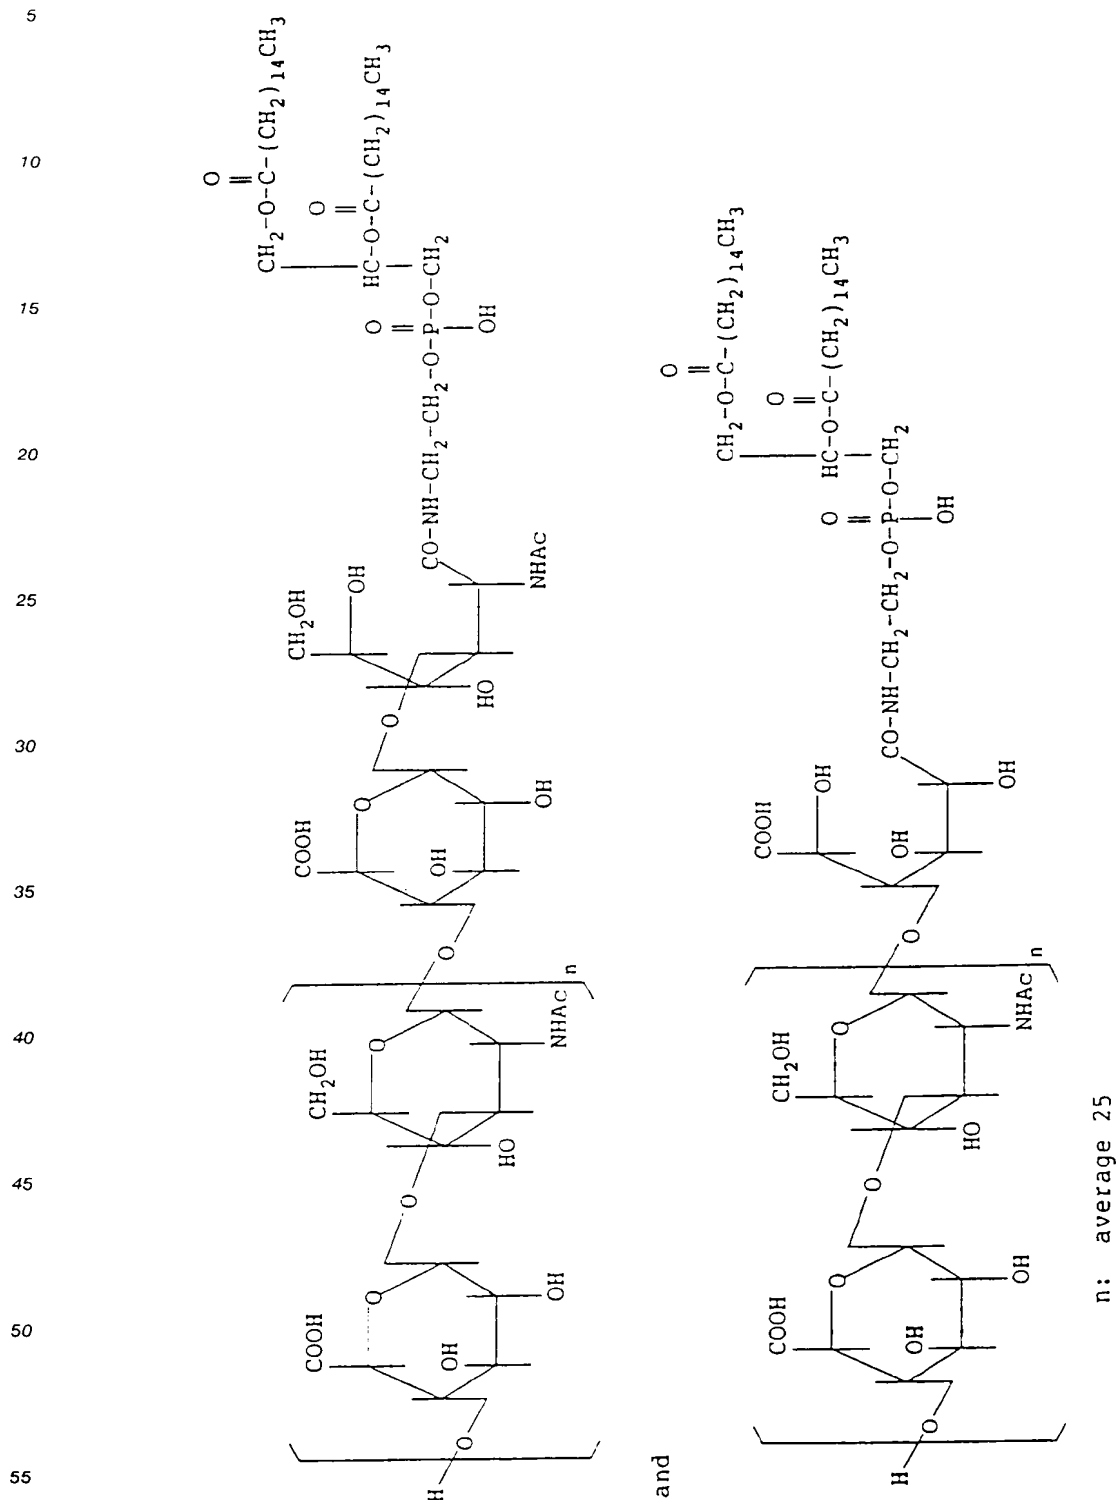 5
10
15
20
25
30
35
40
45
50
55
O
CH₂-O-C-(CH₂)₁₄CH₃
O
HC-O-C-(CH₂)₁₄CH₃
O
CO-NH-CH₂-CH₂-O-P-O-CH₂
OH
COOH CH₂OH COOH CH₂OH
O O O OH
O O O
OH OH
H O HO HO
OH NHAc OH NHAc
n
and
O
CH₂-O-C-(CH₂)₁₄CH₃
O
HC-O-C-(CH₂)₁₄CH₃
O
CO-NH-CH₂-CH₂-O-P-O-CH₂
OH
COOH CH₂OH COOH
O O OH
O O
OH OH
H O HO
OH NHAc OH
n
n: average 25